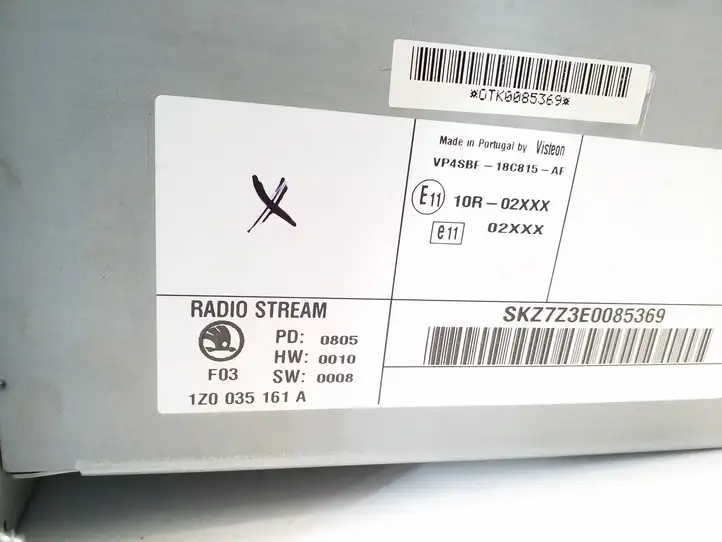 *OTK0085369*
Made in Portugal by Visteon
VP4SBF-18C815-AF
E11 10R-02XXX
e11 02XXX
RADIO STREAM
PD: 0805
HW: 0010
F03 SW: 0008
1Z0 035 161 A
SKZ7Z3E0085369